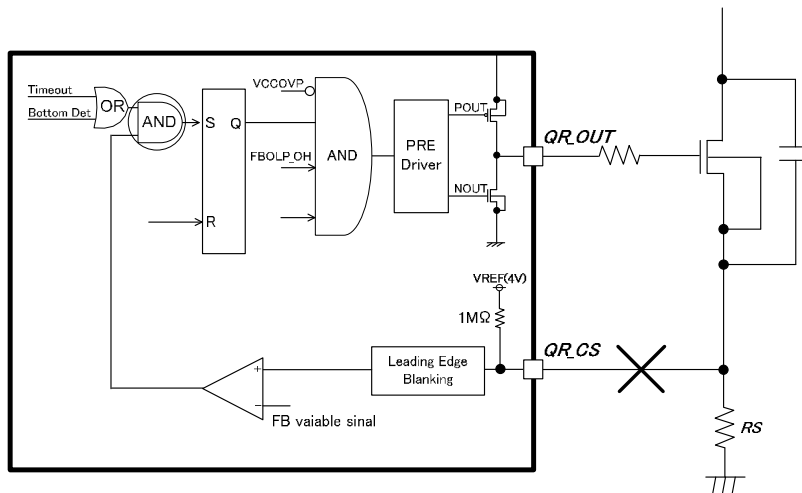 Timeout
Bottom Det
OR
AND
S
Q
R
VCCOVP
FBOLP_OH
AND
PRE
Driver
POUT
NOUT
QR_OUT
VREF(4V)
1MΩ
QR_CS
Leading Edge
Blanking
+
−
FB vaiable sinal
RS